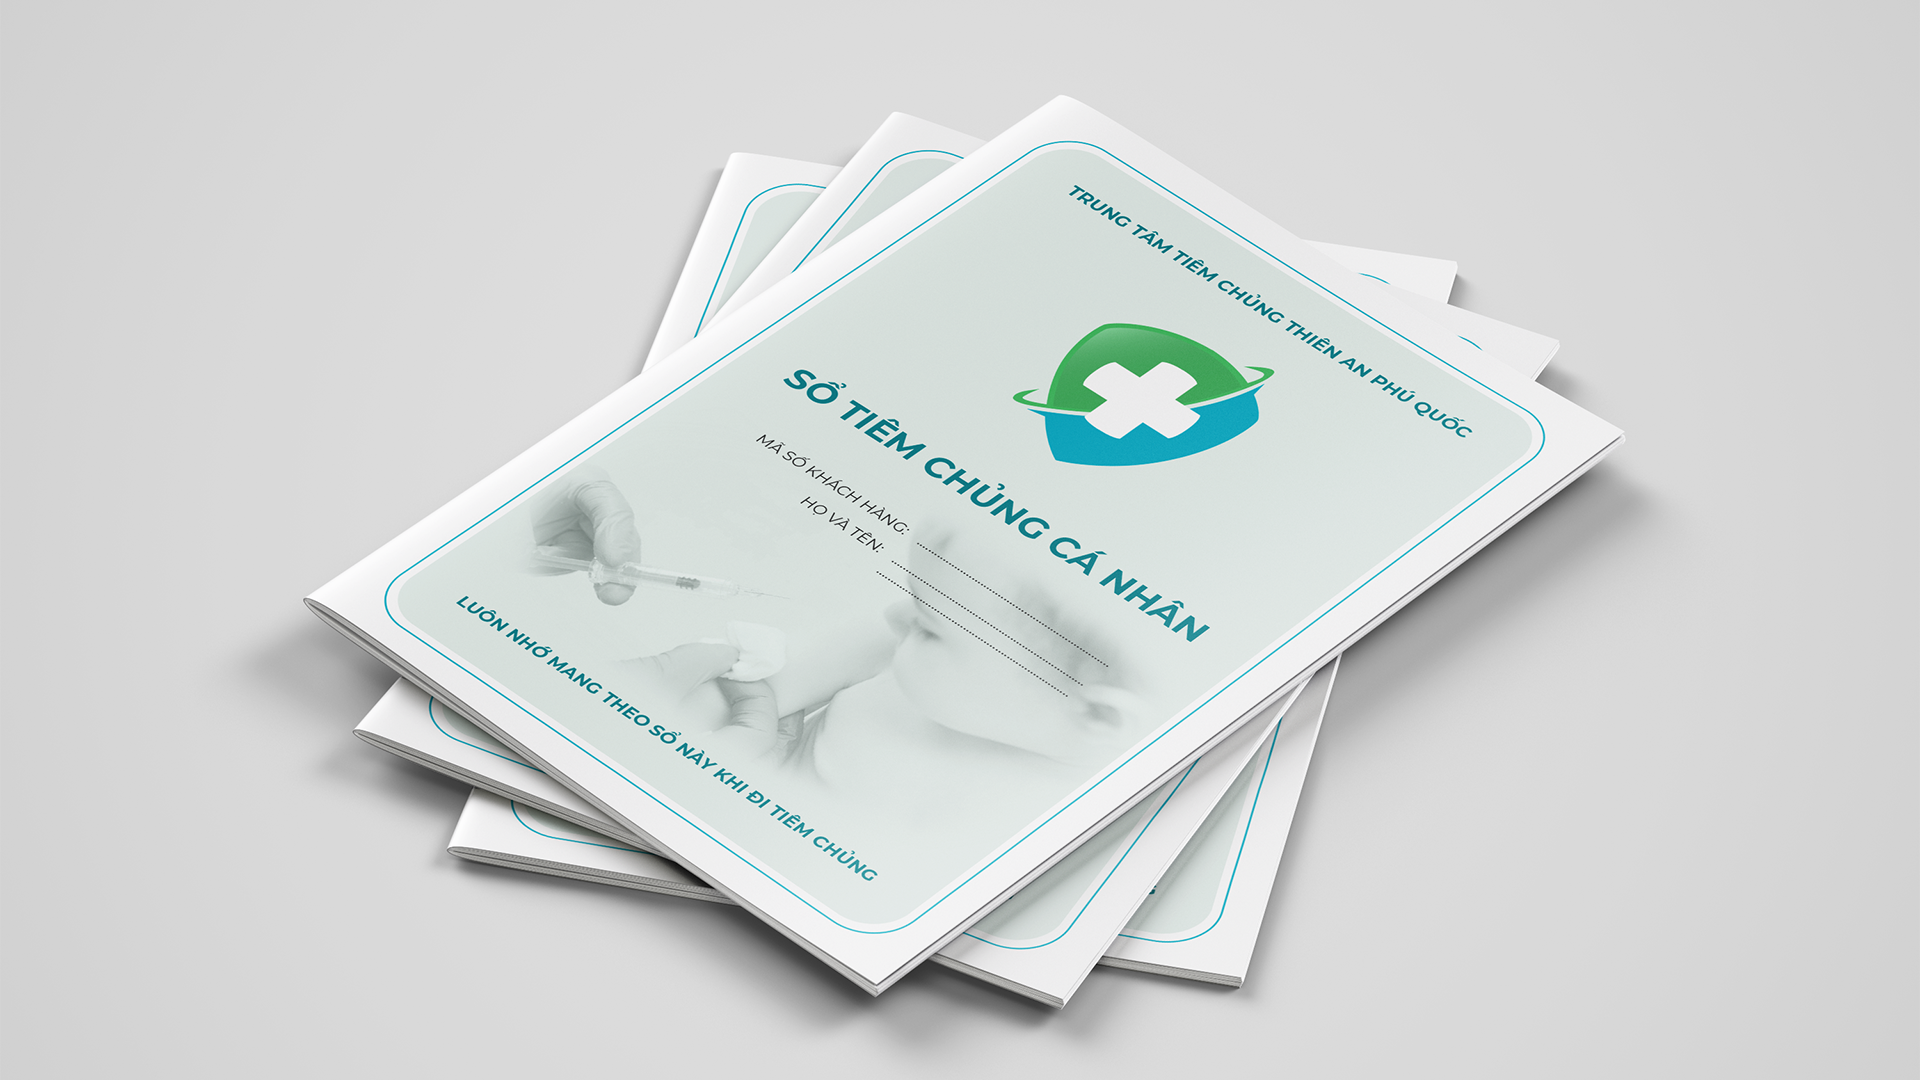 TRUNG TÂM TIÊM CHỦNG THIÊN AN PHÚ QUỐC
SỔ TIÊM CHỦNG CÁ NHÂN
MÃ SỐ KHÁCH HÀNG:
HỌ VÀ TÊN:
LUÔN NHỚ MANG THEO SỔ NÀY KHI ĐI TIÊM CHỦNG